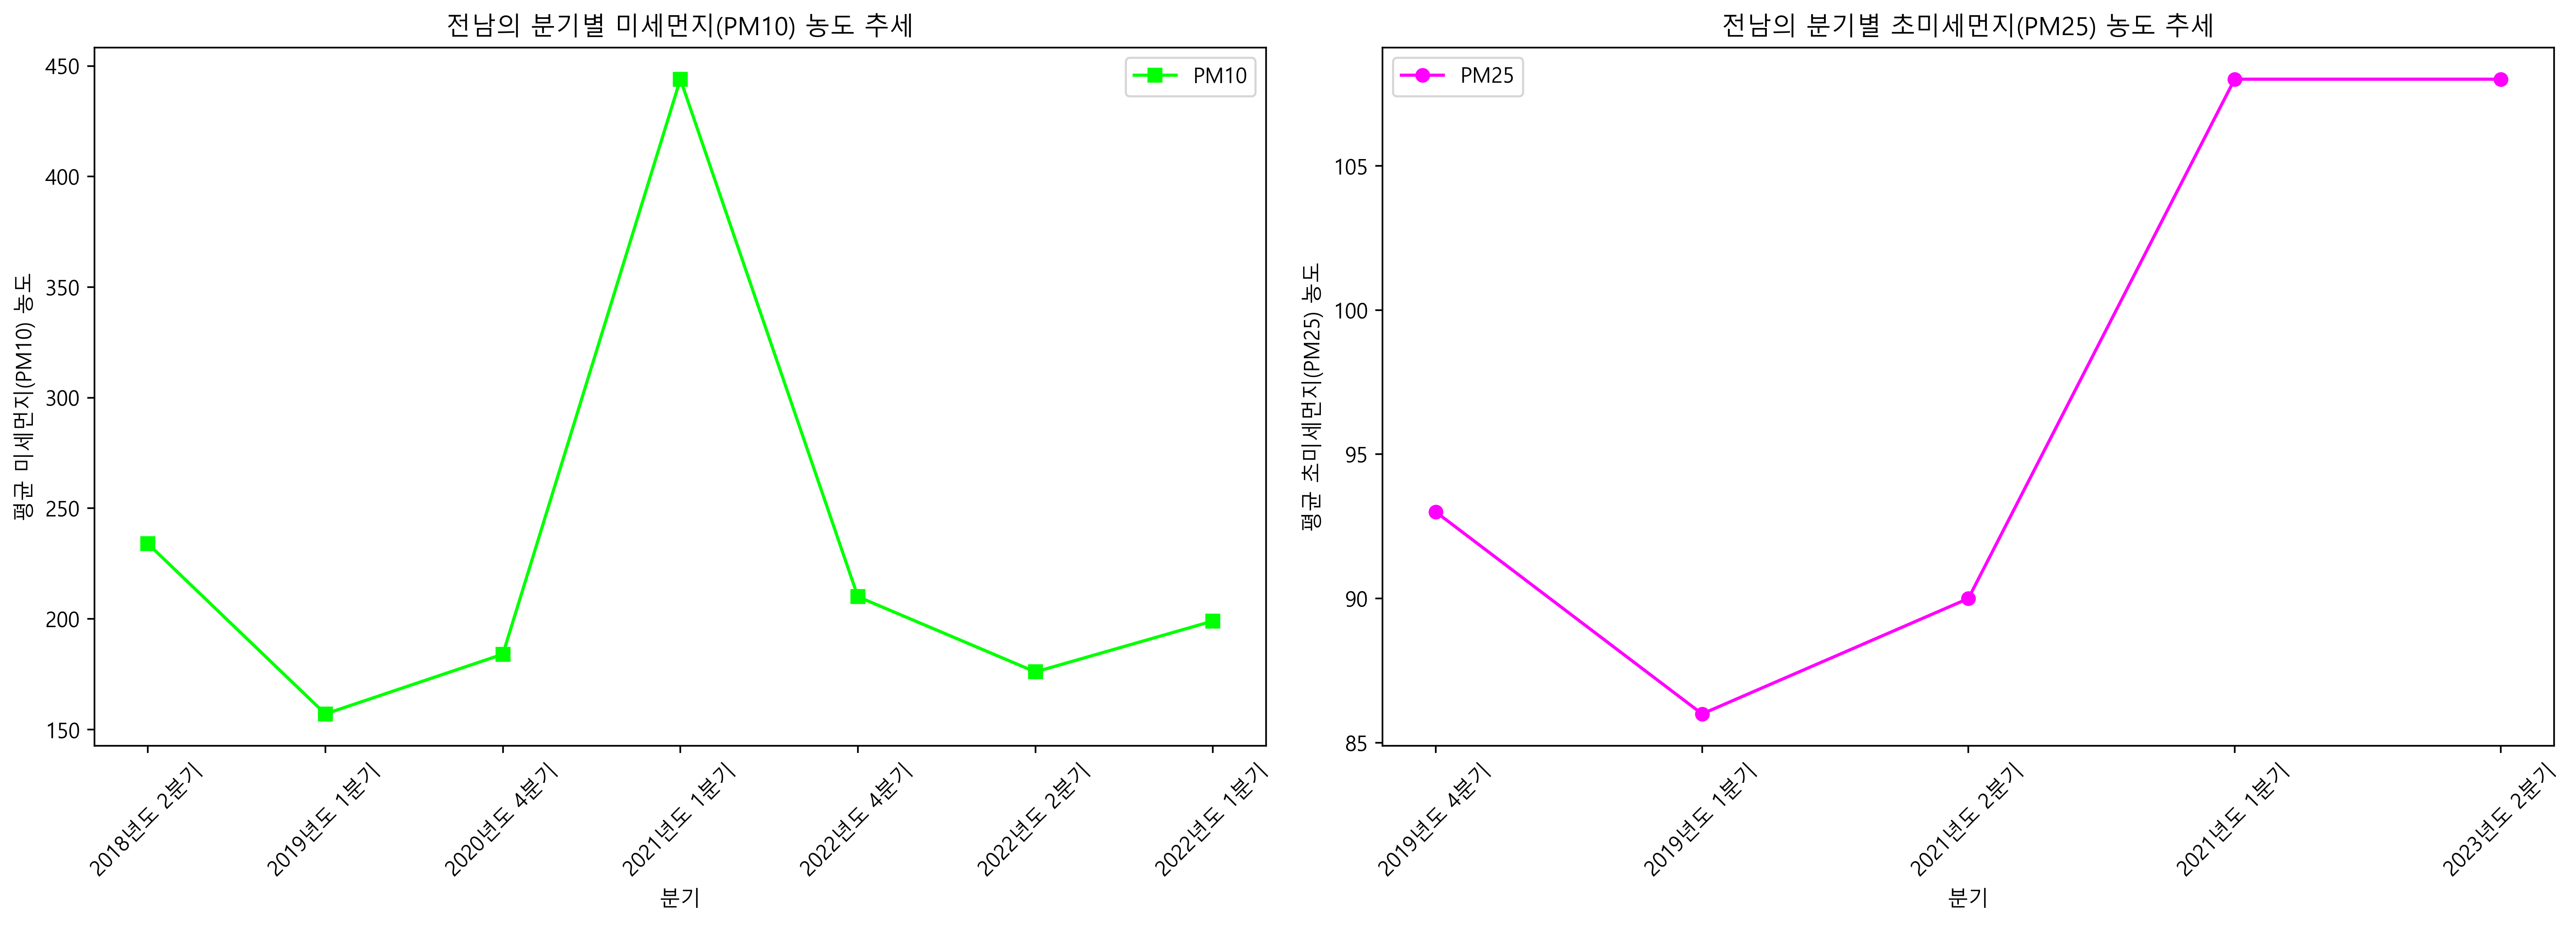 전남의 분기별 미세먼지(PM10) 농도 추세
PM10
평균 미세먼지(PM10) 농도
450
400
350
300
250
200
150
2018년도 2분기
2019년도 1분기
2020년도 4분기
2021년도 1분기
2022년도 4분기
2022년도 2분기
2022년도 1분기
분기
전남의 분기별 초미세먼지(PM25) 농도 추세
PM25
평균 초미세먼지(PM25) 농도
105
100
95
90
85
2019년도 4분기
2019년도 1분기
2021년도 2분기
2021년도 1분기
2023년도 2분기
분기